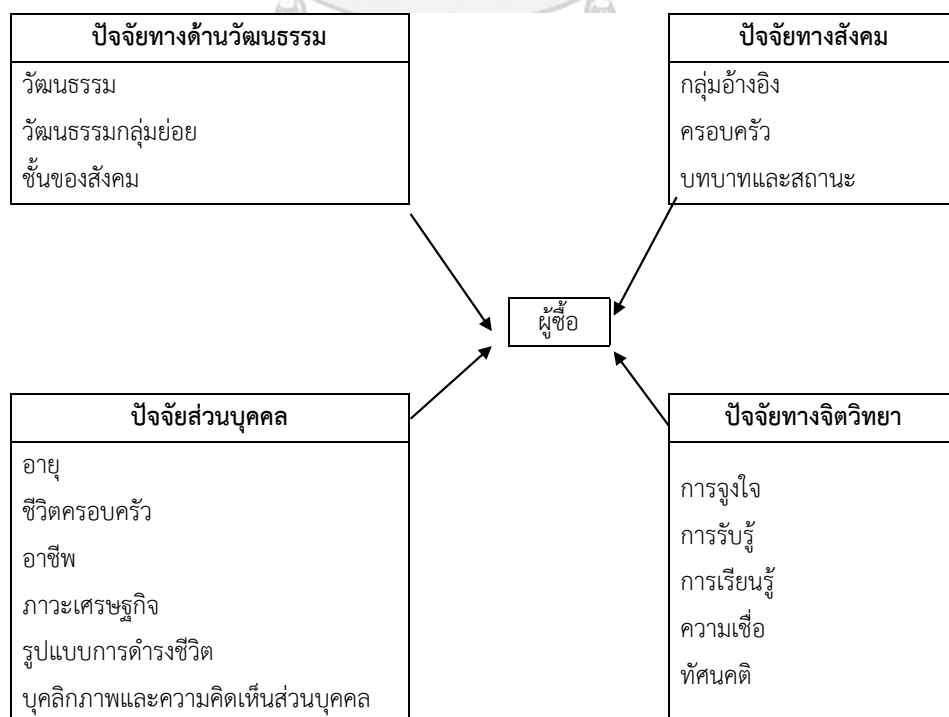 ปัจจัยทางด้านวัฒนธรรม
วัฒนธรรม
วัฒนธรรมกลุ่มย่อย
ชั้นของสังคม
ปัจจัยทางสังคม
กลุ่มอ้างอิง
ครอบครัว
บทบาทและสถานะ
ผู้ซื้อ
ปัจจัยส่วนบุคคล
อายุ
ชีวิตครอบครัว
อาชีพ
ภาวะเศรษฐกิจ
รูปแบบการดำรงชีวิต
บุคลิกภาพและความคิดเห็นส่วนบุคคล
ปัจจัยทางจิตวิทยา
การจูงใจ
การรับรู้
การเรียนรู้
ความเชื่อ
ทัศนคติ